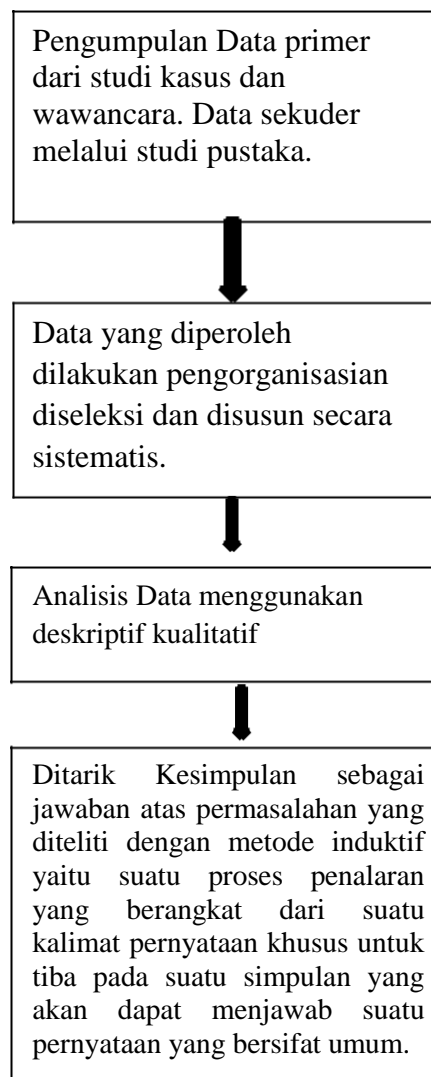 Pengumpulan Data primer
dari studi kasus dan
wawancara. Data sekuder
melalui studi pustaka.
Data yang diperoleh
dilakukan pengorganisasian
diseleksi dan disusun secara
sistematis.
Analisis Data menggunakan
deskriptif kualitatif
Ditarik Kesimpulan sebagai
jawaban atas permasalahan yang
diteliti dengan metode induktif
yaitu suatu proses penalaran
yang berangkat dari suatu
kalimat pernyataan khusus untuk
tiba pada suatu simpulan yang
akan dapat menjawab suatu
pernyataan yang bersifat umum.